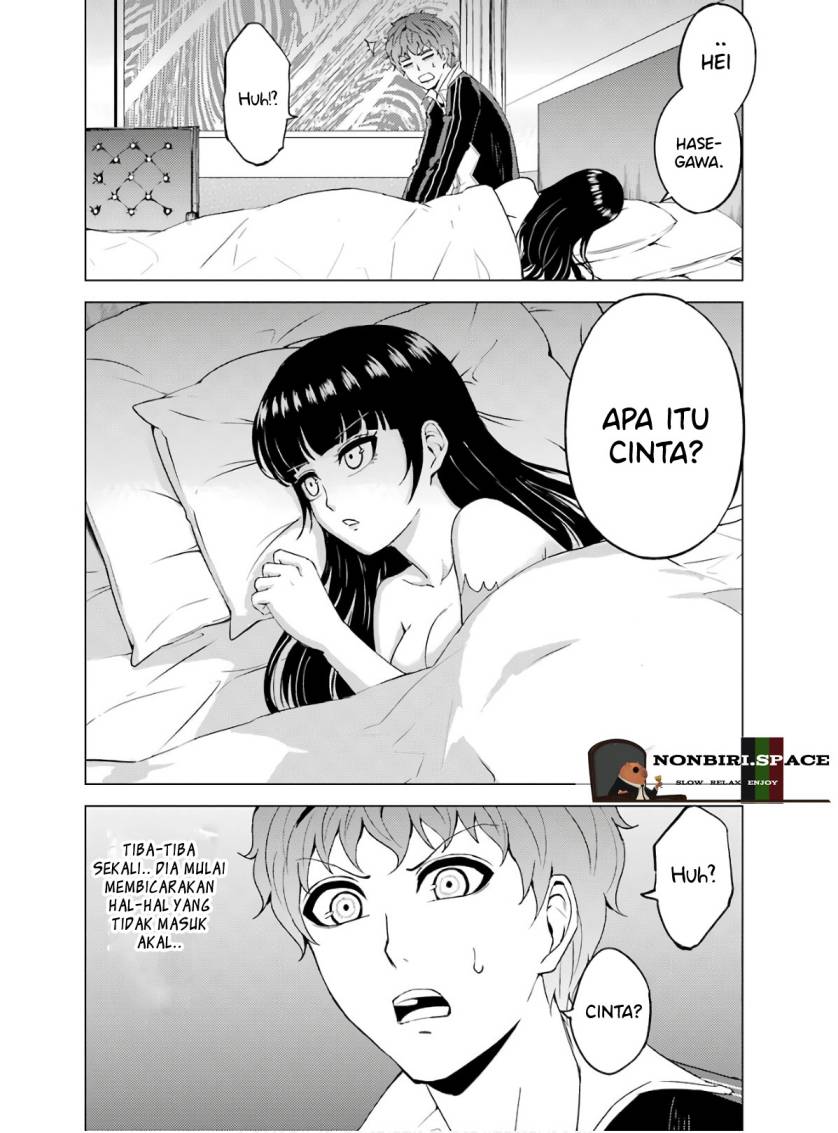 ..
HEI
HASE-
GAWA.
Huh!?
APA ITU
CINTA?
NONBIRI.SPACE
SLOW RELAX ENJOY
Huh?
TIBA-TIBA
SEKALI.. DIA MULAI
MEMBICARAKAN
HAL-HAL YANG
TIDAK MASUK
AKAL..
CINTA?